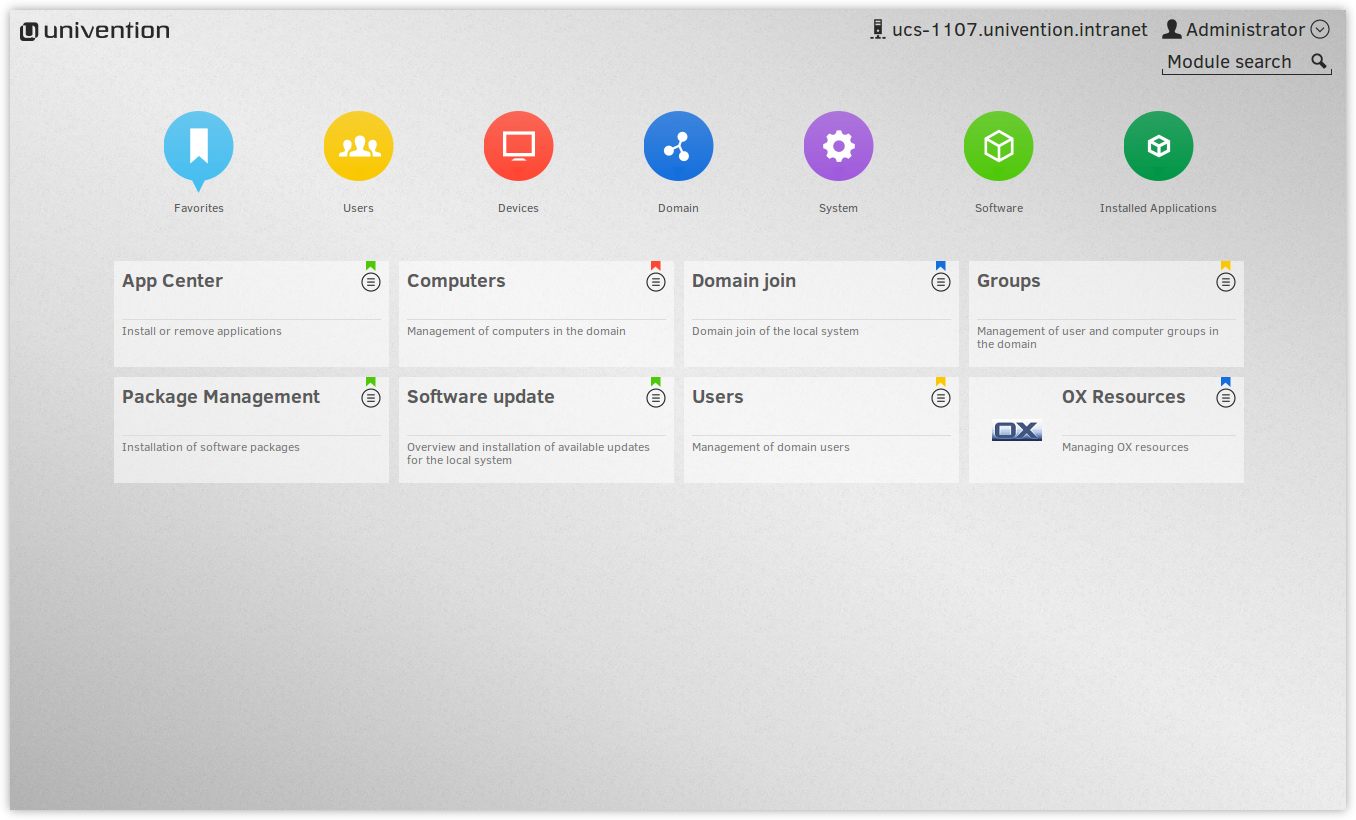 univention
ucs-1107.univention.intranet Administrator
Module search
Favorites
Users
Devices
Domain
System
Software
Installed Applications
App Center
Install or remove applications
Computers
Management of computers in the domain
Domain join
Domain join of the local system
Groups
Management of user and computer groups in
the domain
Package Management
Installation of software packages
Software update
Overview and installation of available updates
for the local system
Users
Management of domain users
OX
OX Resources
Managing OX resources